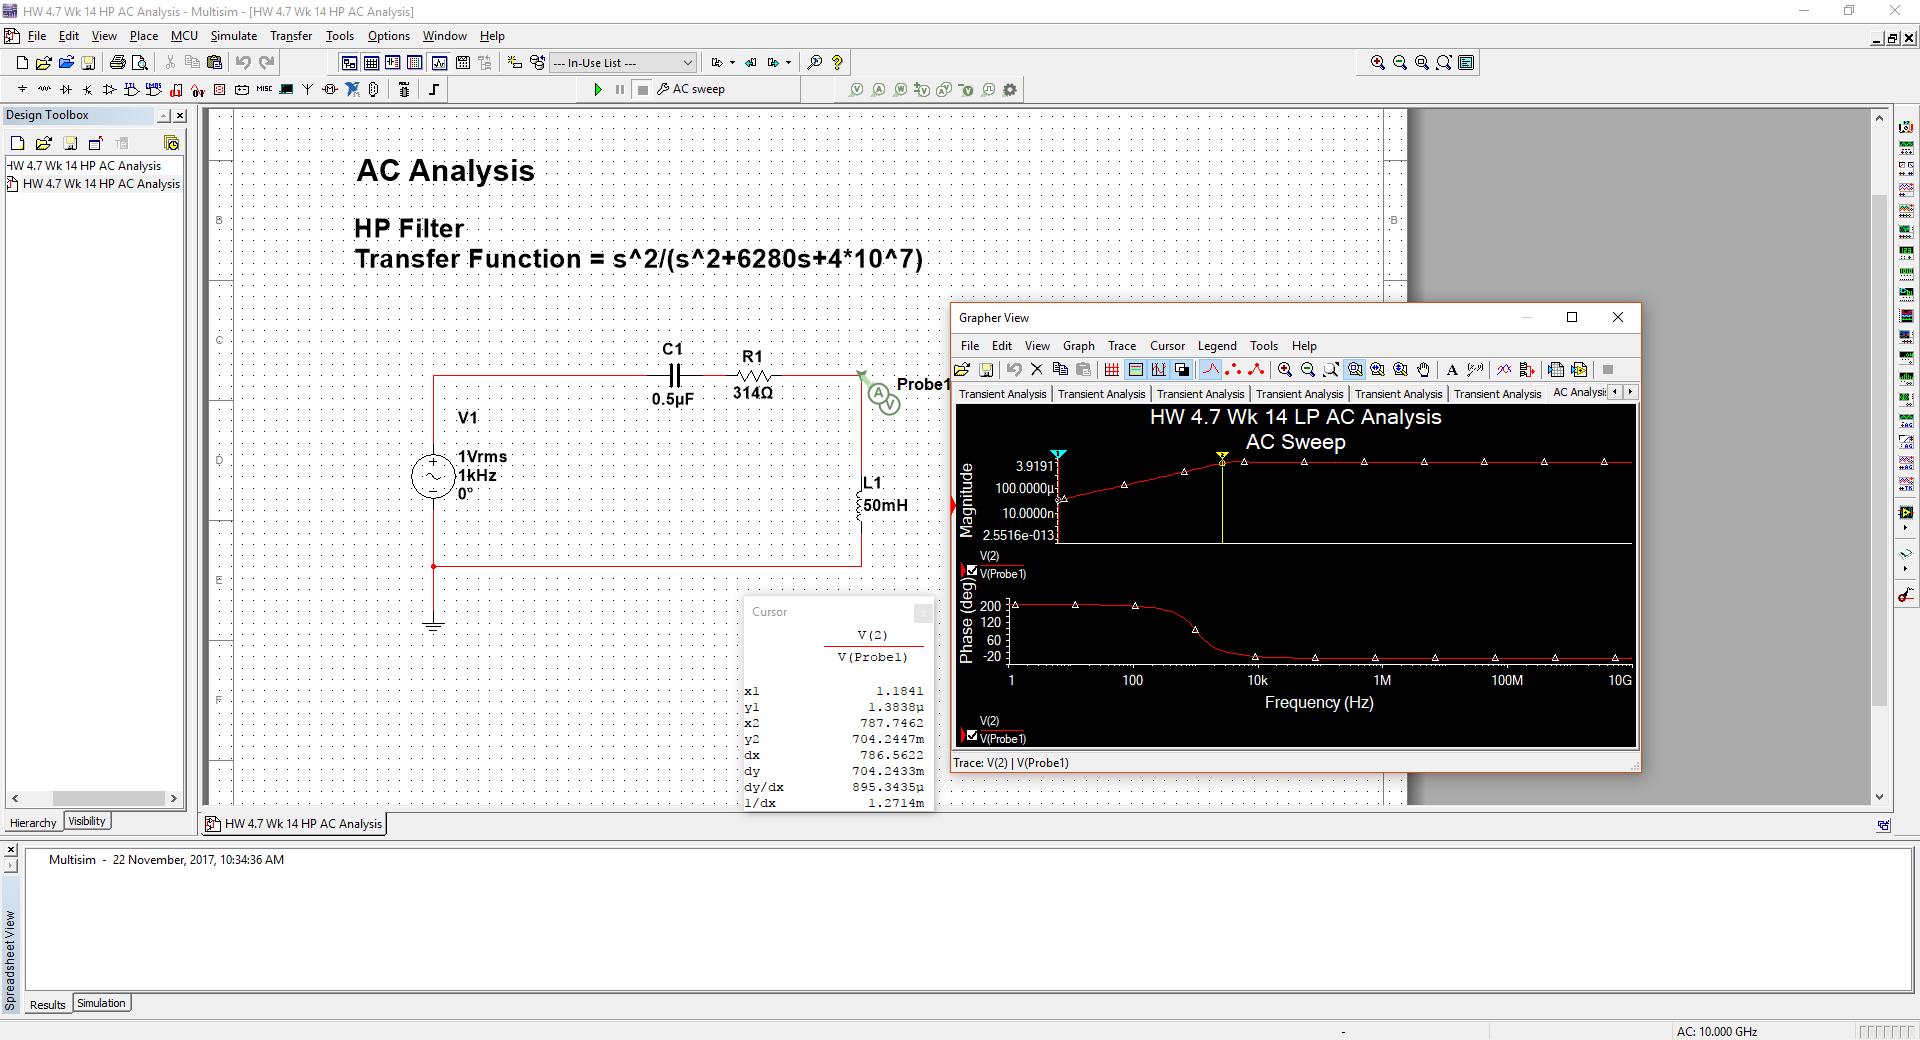 HW 4.7 Wk 14 HP AC Analysis - Multisim - [HW 4.7 Wk 14 HP AC Analysis]
File Edit View Place MCU Simulate Transfer Tools Options Window Help
--- In-Use List ---
MISC
AC sweep
Design Toolbox
HW 4.7 Wk 14 HP AC Analysis
HW 4.7 Wk 14 HP AC Analysis
Hierarchy Visibility
AC Analysis
HP Filter
Transfer Function = s^2/(s^2+6280s+4*10^7)
B
C
D
E
F
B
C1
0.5µF
R1
314Ω
Probe1
A
V
V1
1Vrms
1kHz
0°
L1
50mH
Cursor
V(2)
V(Probe1)
x1 1.1841
y1 1.3838µ
x2 787.7462
y2 704.2447m
dx 786.5622
dy 704.2433m
dy/dx 895.3435µ
1/dx 1.2714m
Grapher View
File Edit View Graph Trace Cursor Legend Tools Help
Transient Analysis Transient Analysis Transient Analysis Transient Analysis Transient Analysis Transient Analysis AC Analysis
HW 4.7 Wk 14 LP AC Analysis
AC Sweep
Magnitude
3.9191
100.0000µ
10.0000n
2.5516e-013
V(2)
V(Probe1)
Phase (deg)
200
120
60
-20
1 100 10k 1M 100M 10G
Frequency (Hz)
V(2)
V(Probe1)
Trace: V(2) | V(Probe1)
HW 4.7 Wk 14 HP AC Analysis
Multisim - 22 November, 2017, 10:34:36 AM
Spreadsheet View
Results Simulation
- AC: 10.000 GHz